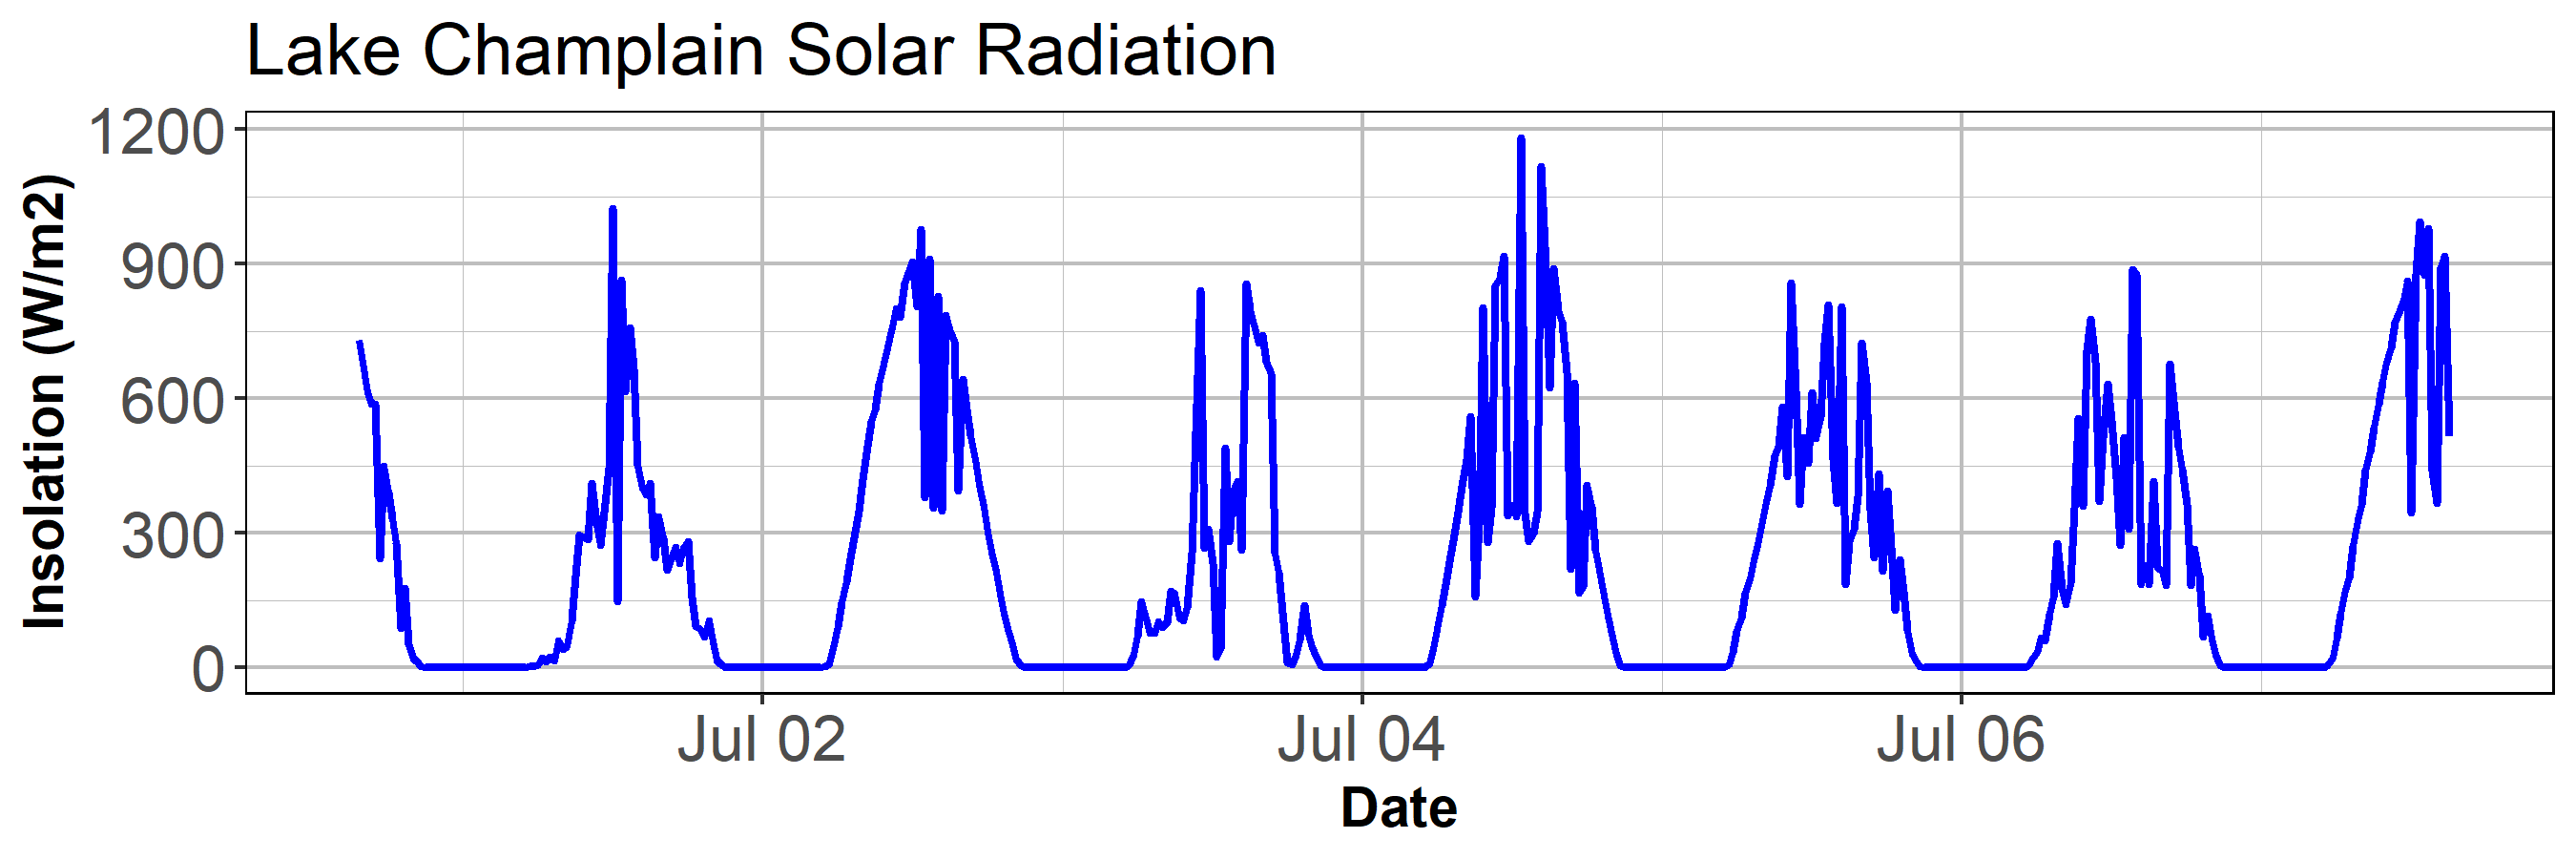 Lake Champlain Solar Radiation
1200
900
600
300
0
Insolation (W/m2)
Jul 02 Jul 04 Jul 06
Date